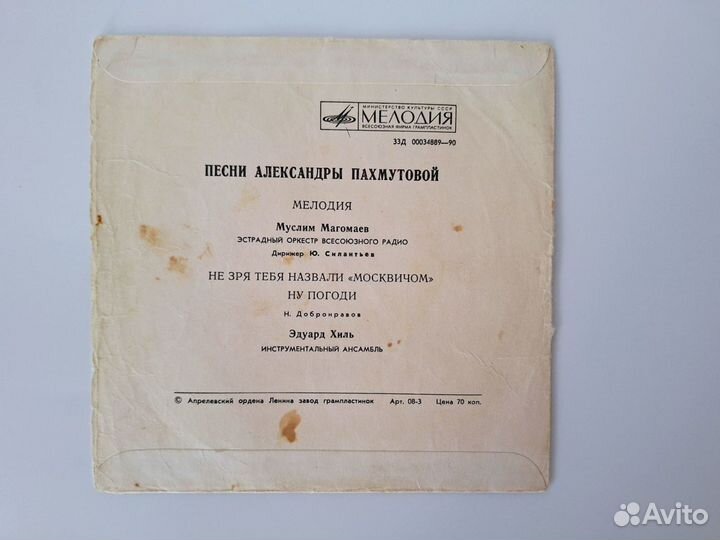 МИНИСТЕРСТВО КУЛЬТУРЫ СССР
МЕЛОДИЯ
ВСЕСОЮЗНАЯ ФИРМА ГРАМПЛАСТИНОК
33Д 00034889—90
ПЕСНИ АЛЕКСАНДРЫ ПАХМУТОВОЙ
МЕЛОДИЯ
Муслим Магомаев
ЭСТРАДНЫЙ ОРКЕСТР ВСЕСОЮЗНОГО РАДИО
Дирижер Ю. Силантьев
НЕ ЗРЯ ТЕБЯ НАЗВАЛИ «МОСКВИЧОМ»
НУ ПОГОДИ
Н. Добронравов
Эдуард Хиль
ИНСТРУМЕНТАЛЬНЫЙ АНСАМБЛЬ
© Апрелевский ордена Ленина завод грампластинок Арт. 08-3 Цена 70 коп.
Avito